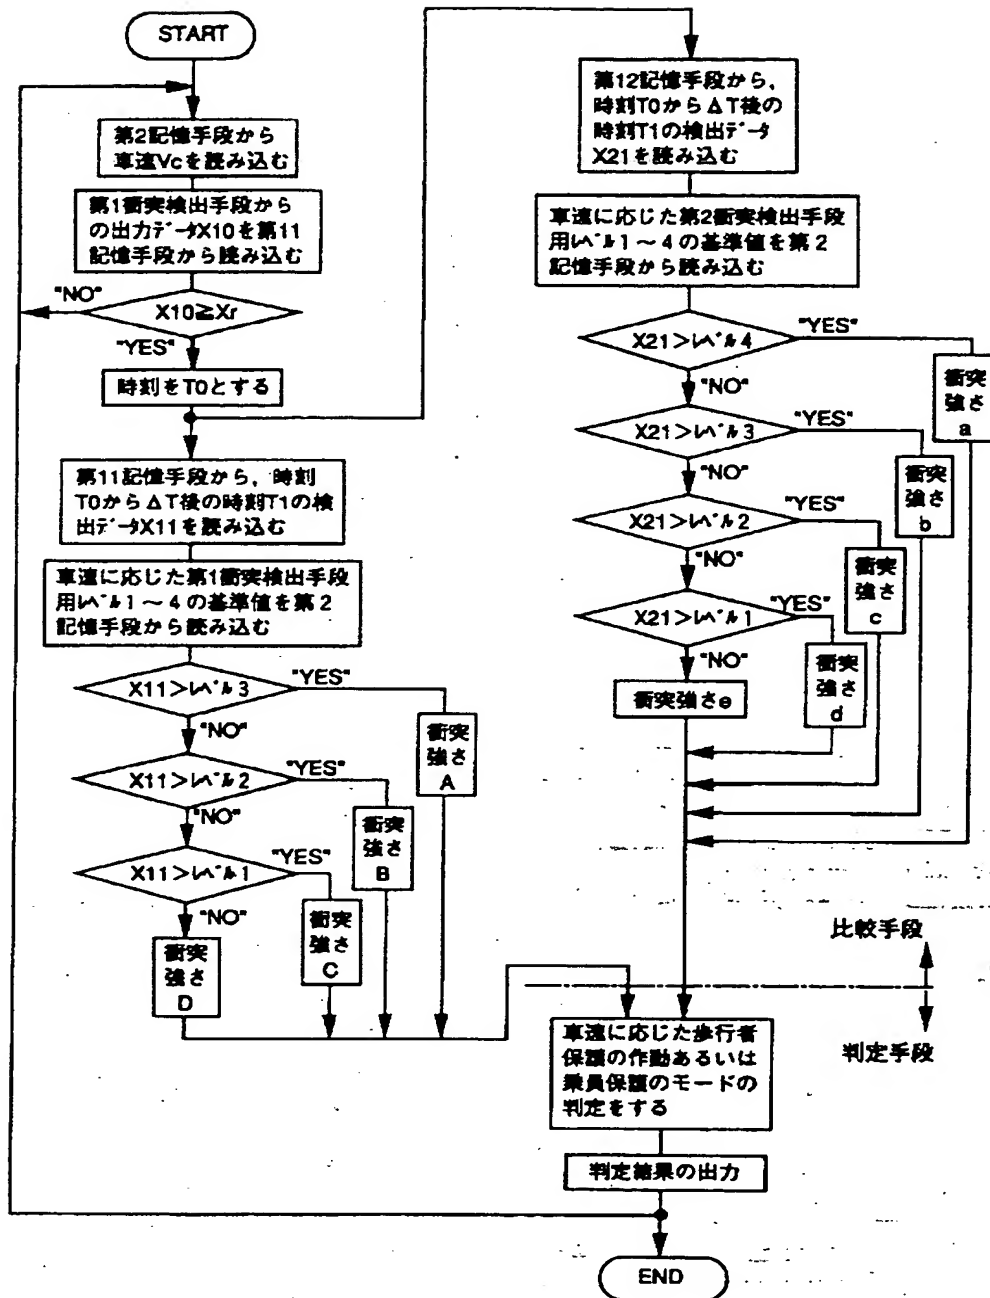 START
第2記憶手段から
車速Vcを読み込む
第1衝突検出手段から
の出力ﾃﾞｰﾀX10を第11
記憶手段から読み込む
"NO"
X10≧Xr
"YES"
時刻をT0とする
第11記憶手段から，時刻
T0からΔT後の時刻T1の検
出ﾃﾞｰﾀX11を読み込む
車速に応じた第1衝突検出手段
用ﾚﾍﾞﾙ1～4の基準値を第2
記憶手段から読み込む
X11＞ﾚﾍﾞﾙ3
"YES"
"NO"
衝突
強さ
A
X11＞ﾚﾍﾞﾙ2
"YES"
"NO"
衝突
強さ
B
X11＞ﾚﾍﾞﾙ1
"YES"
"NO"
衝突
強さ
C
衝突
強さ
D
第12記憶手段から，
時刻T0からΔT後の
時刻T1の検出ﾃﾞｰﾀ
X21を読み込む
車速に応じた第2衝突検出手段
用ﾚﾍﾞﾙ1～4の基準値を第2
記憶手段から読み込む
X21＞ﾚﾍﾞﾙ4
"YES"
"NO"
衝突
強さ
a
X21＞ﾚﾍﾞﾙ3
"YES"
"NO"
衝突
強さ
b
X21＞ﾚﾍﾞﾙ2
"YES"
"NO"
衝突
強さ
c
X21＞ﾚﾍﾞﾙ1
"YES"
"NO"
衝突
強さ
d
衝突強さe
比較手段
判定手段
車速に応じた歩行者
保護の作動あるいは
乗員保護のモードの
判定をする
判定結果の出力
END